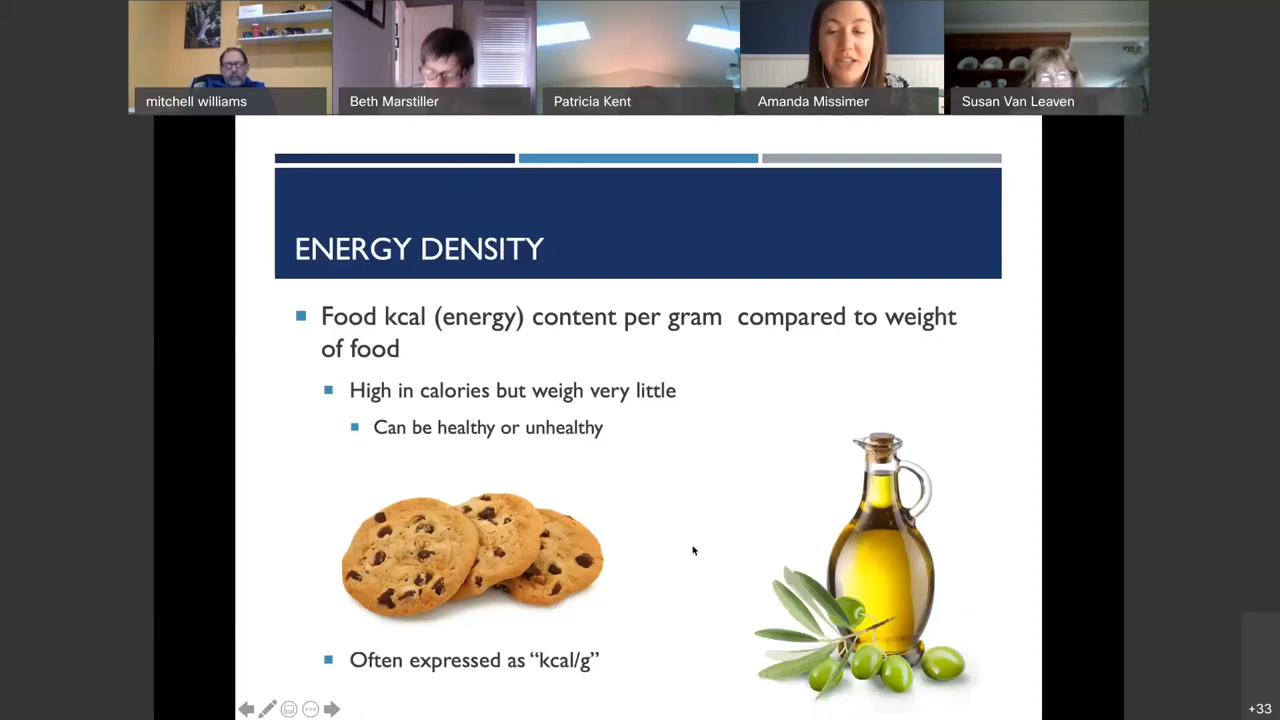 mitchell williams
Beth Marstiller
Patricia Kent
Amanda Missimer
Susan Van Leaven
ENERGY DENSITY
Food kcal (energy) content per gram compared to weight
of food
High in calories but weigh very little
Can be healthy or unhealthy
Often expressed as “kcal/g”
+33